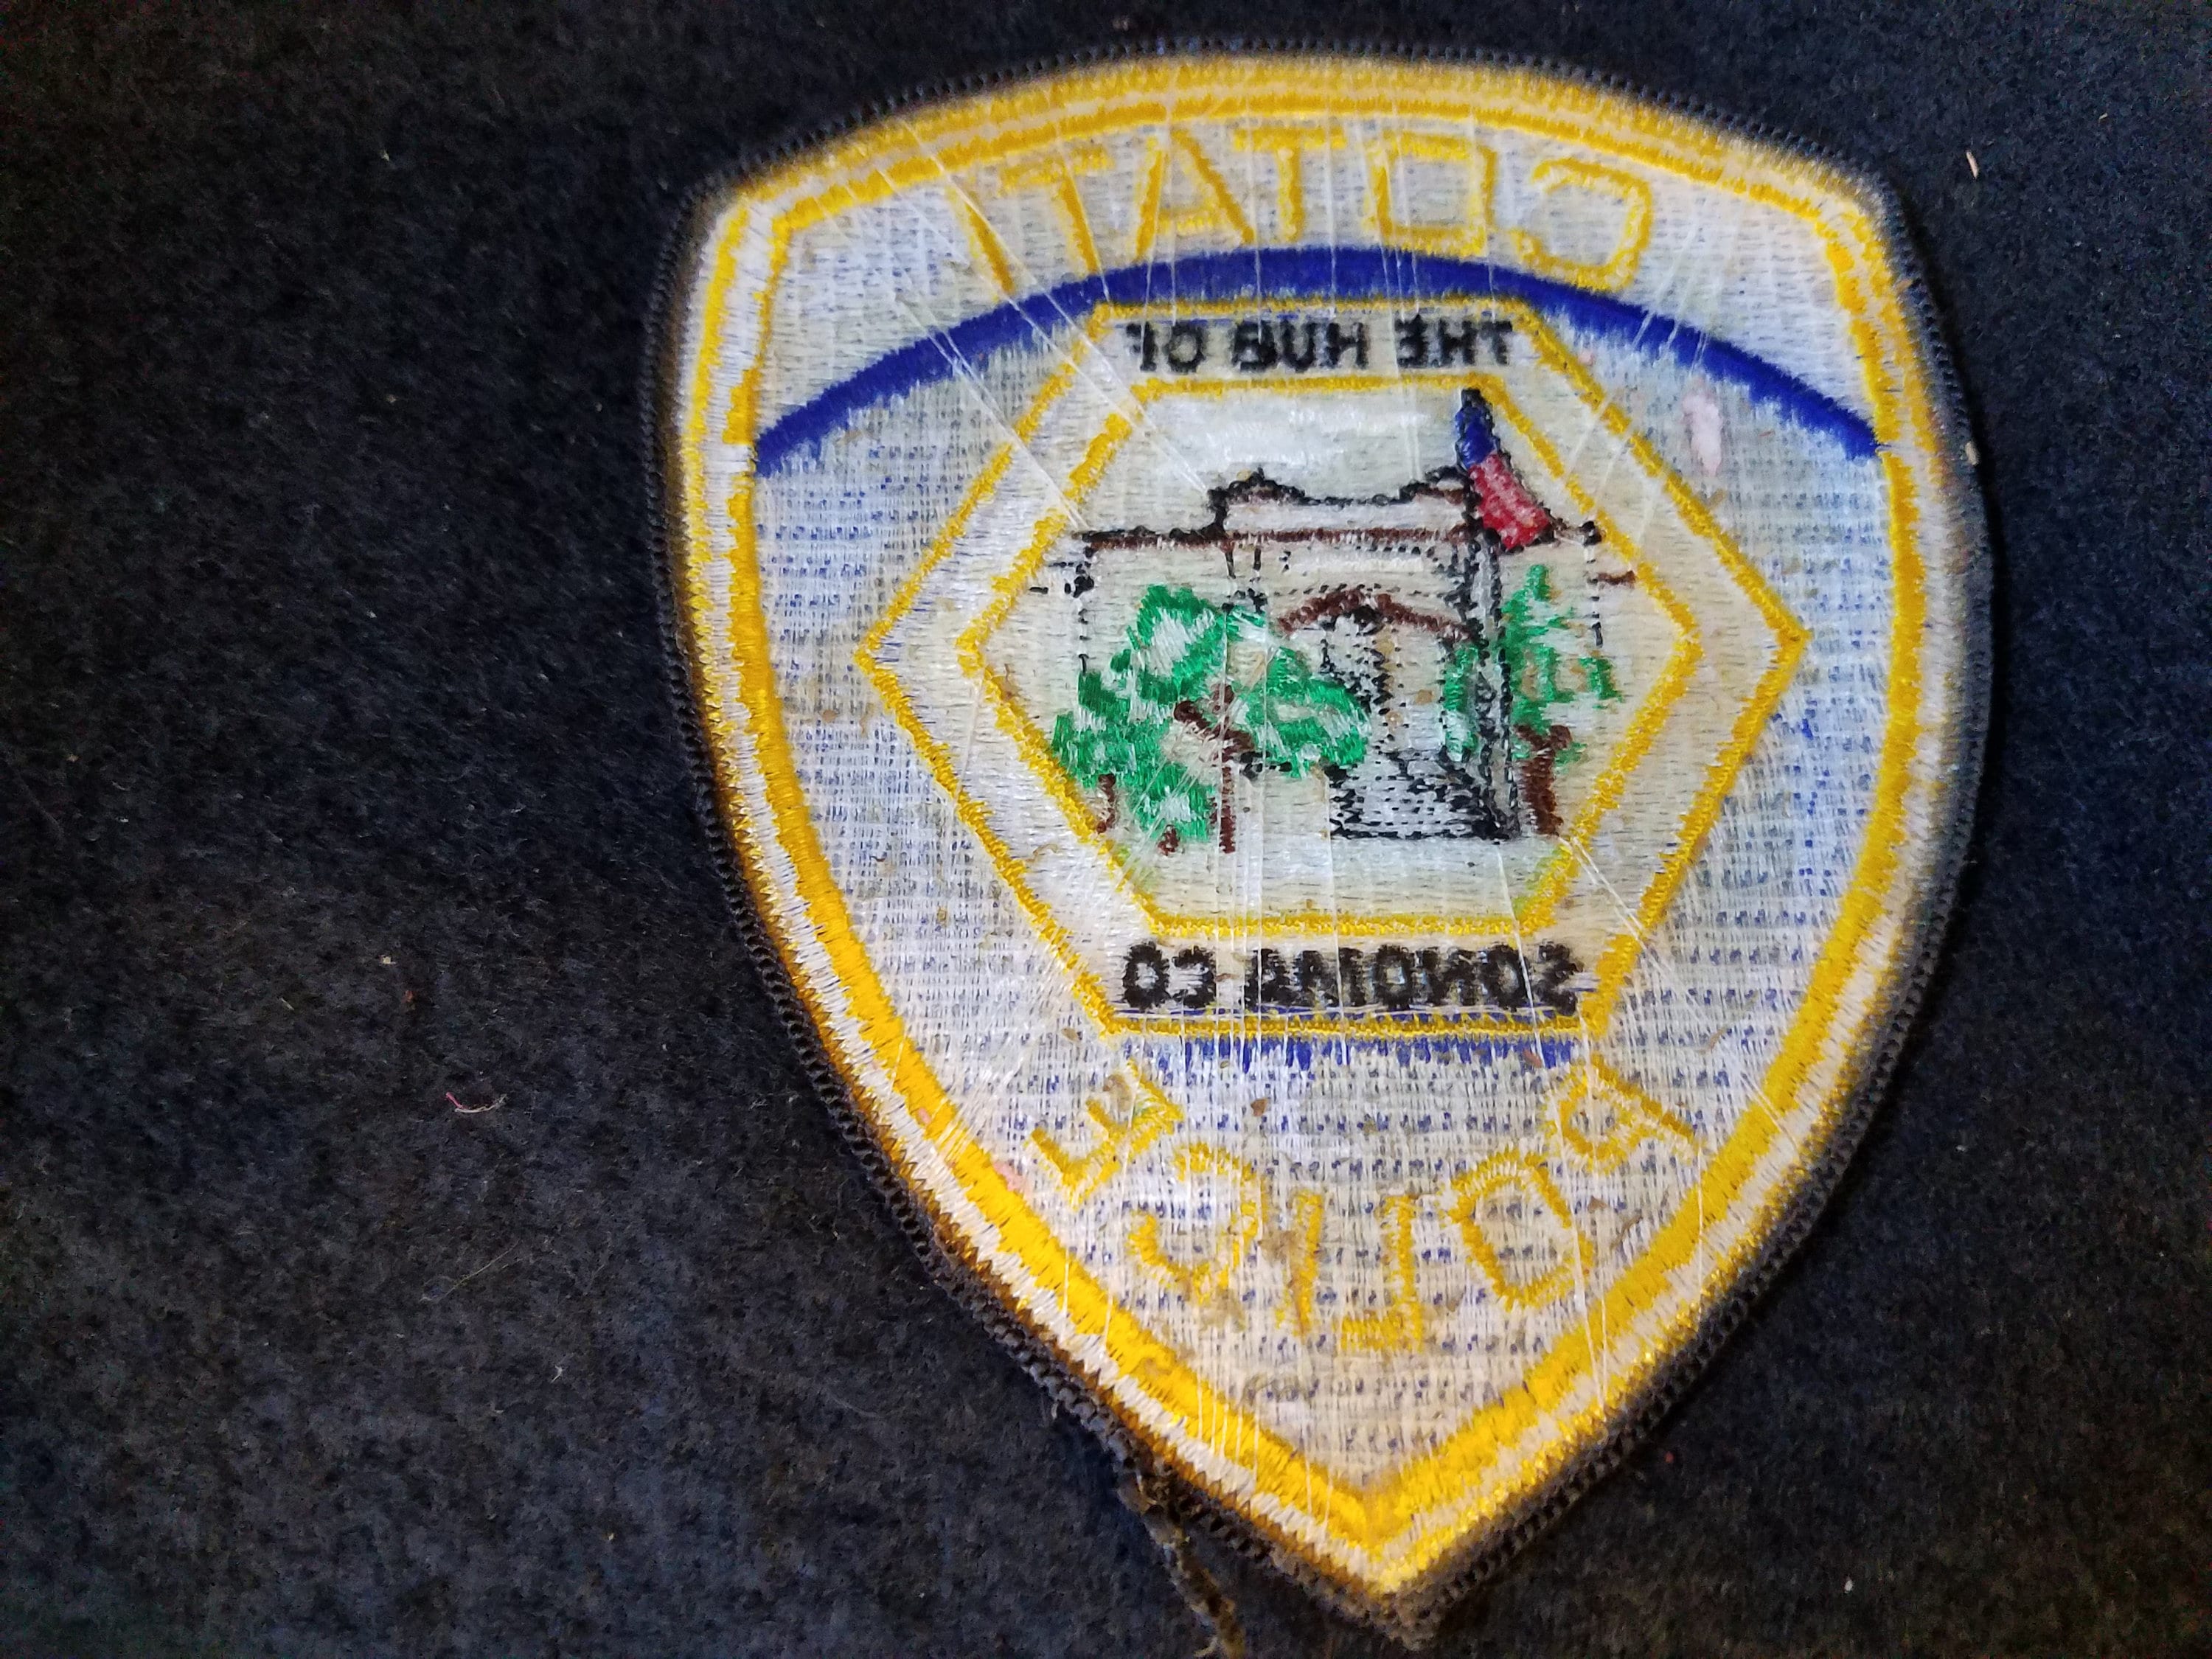 COTATI
THE HUB OF
SONOMA CO
POLICE